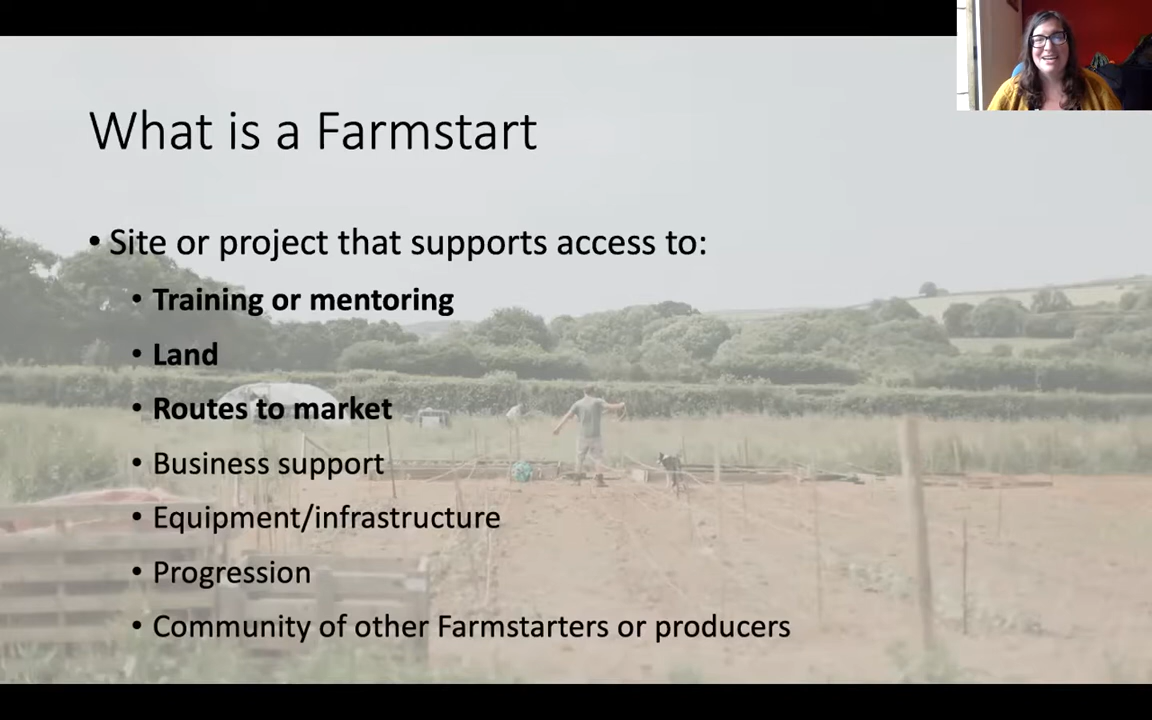 What is a Farmstart
• Site or project that supports access to:
• Training or mentoring
• Land
• Routes to market
• Business support
• Equipment/infrastructure
• Progression
• Community of other Farmstarters or producers